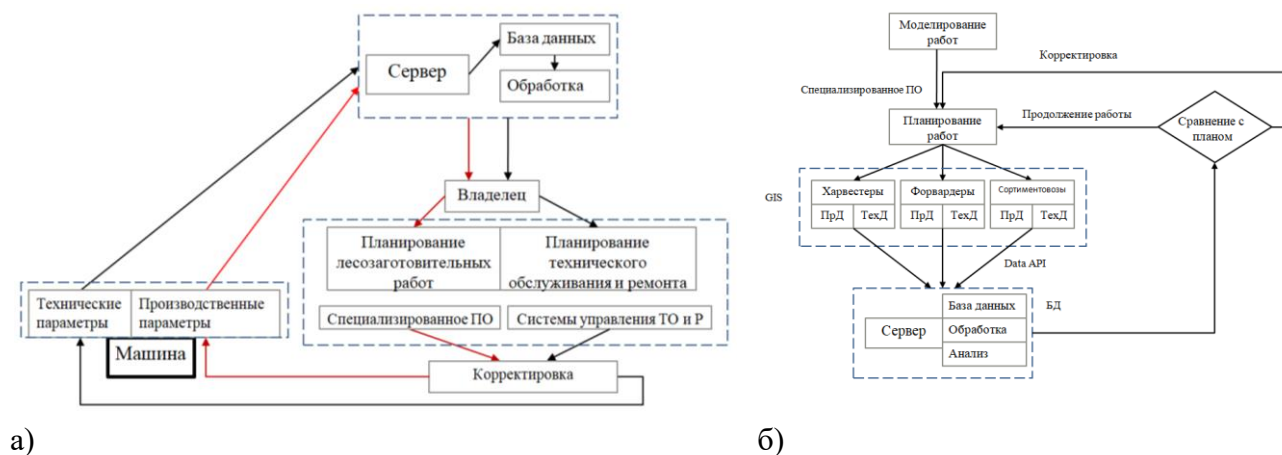 База данных
Сервер
Обработка
Владелец
Планирование
лесозаготовительных
работ
Планирование
технического
обслуживания и ремонта
Специализированное ПО
Системы управления ТО и Р
Технические
параметры
Производственные
параметры
Машина
Корректировка
а)
Моделирование
работ
Корректировка
Специализированное ПО
Планирование
работ
Продолжение работы
Сравнение с
планом
GIS
Харвестеры
Форвардеры
Сортиментовозы
ПрД
ТехД
ПрД
ТехД
ПрД
ТехД
Data API
База данных
БД
Сервер
Обработка
Анализ
б)